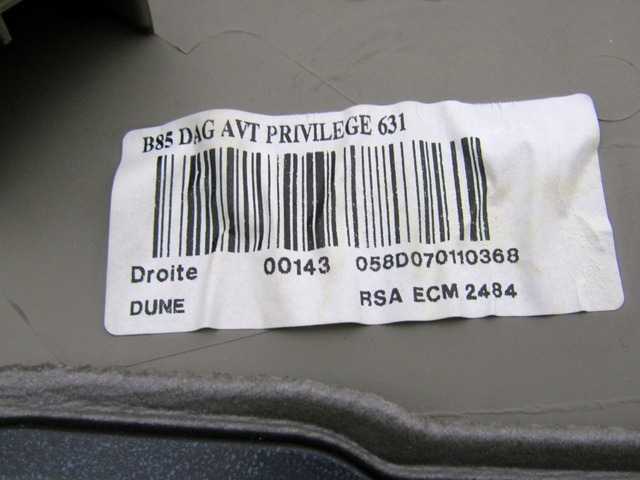 B85 DAG AVT PRIVILEGE 631
Droite 00143 058D070110368
DUNE RSA ECM 2484